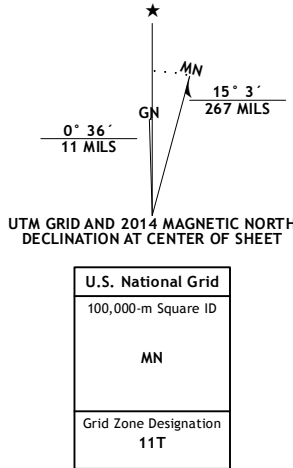 ★
MN
15° 3´
267 MILS
GN
0° 36´
11 MILS
UTM GRID AND 2014 MAGNETIC NORTH
DECLINATION AT CENTER OF SHEET
U.S. National Grid
100,000-m Square ID
MN
Grid Zone Designation
11T